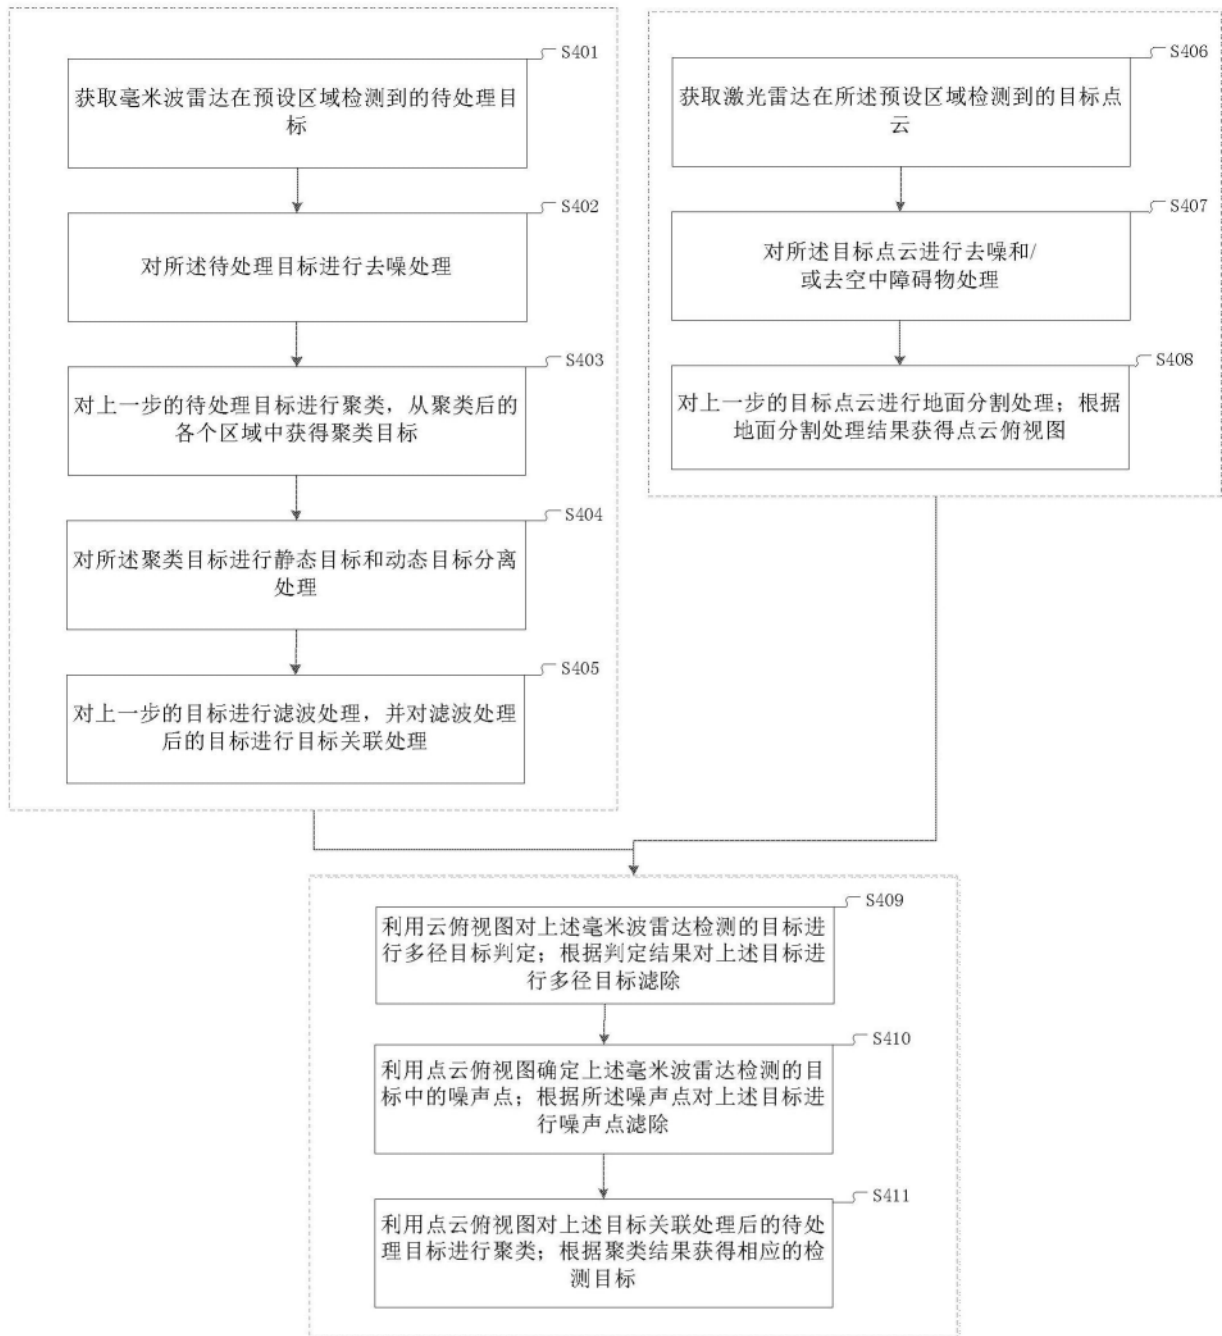 S401
获取毫米波雷达在预设区域检测到的待处理目
标
S402
对所述待处理目标进行去噪处理
S403
对上一步的待处理目标进行聚类，从聚类后的
各个区域中获得聚类目标
S404
对所述聚类目标进行静态目标和动态目标分离
处理
S405
对上一步的目标进行滤波处理，并对滤波处理
后的目标进行目标关联处理
S406
获取激光雷达在所述预设区域检测到的目标点
云
S407
对所述目标点云进行去噪和/
或去空中障碍物处理
S408
对上一步的目标点云进行地面分割处理；根据
地面分割处理结果获得点云俯视图
S409
利用云俯视图对上述毫米波雷达检测的目标进
行多径目标判定；根据判定结果对上述目标进
行多径目标滤除
S410
利用点云俯视图确定上述毫米波雷达检测的目
标中的噪声点；根据所述噪声点对上述目标进
行噪声点滤除
S411
利用点云俯视图对上述目标关联处理后的待处
理目标进行聚类；根据聚类结果获得相应的检
测目标